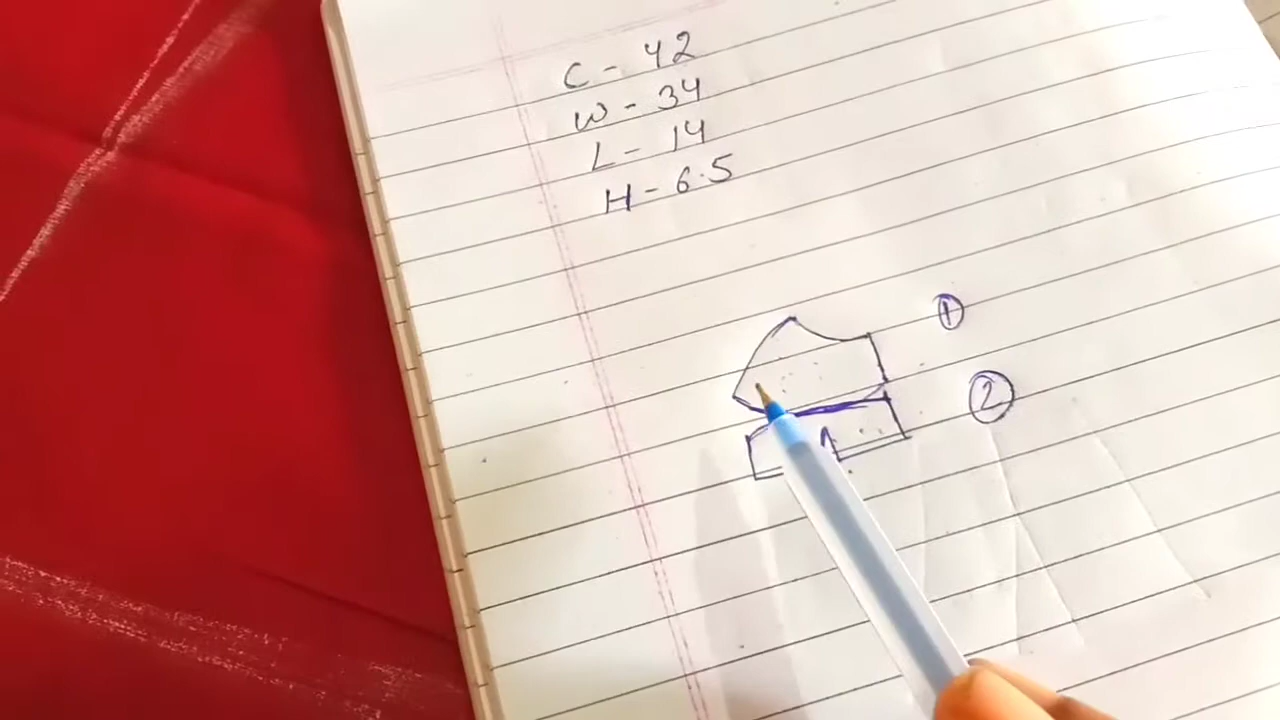 C - 42
W - 34
L - 14
H - 6.5
①
②